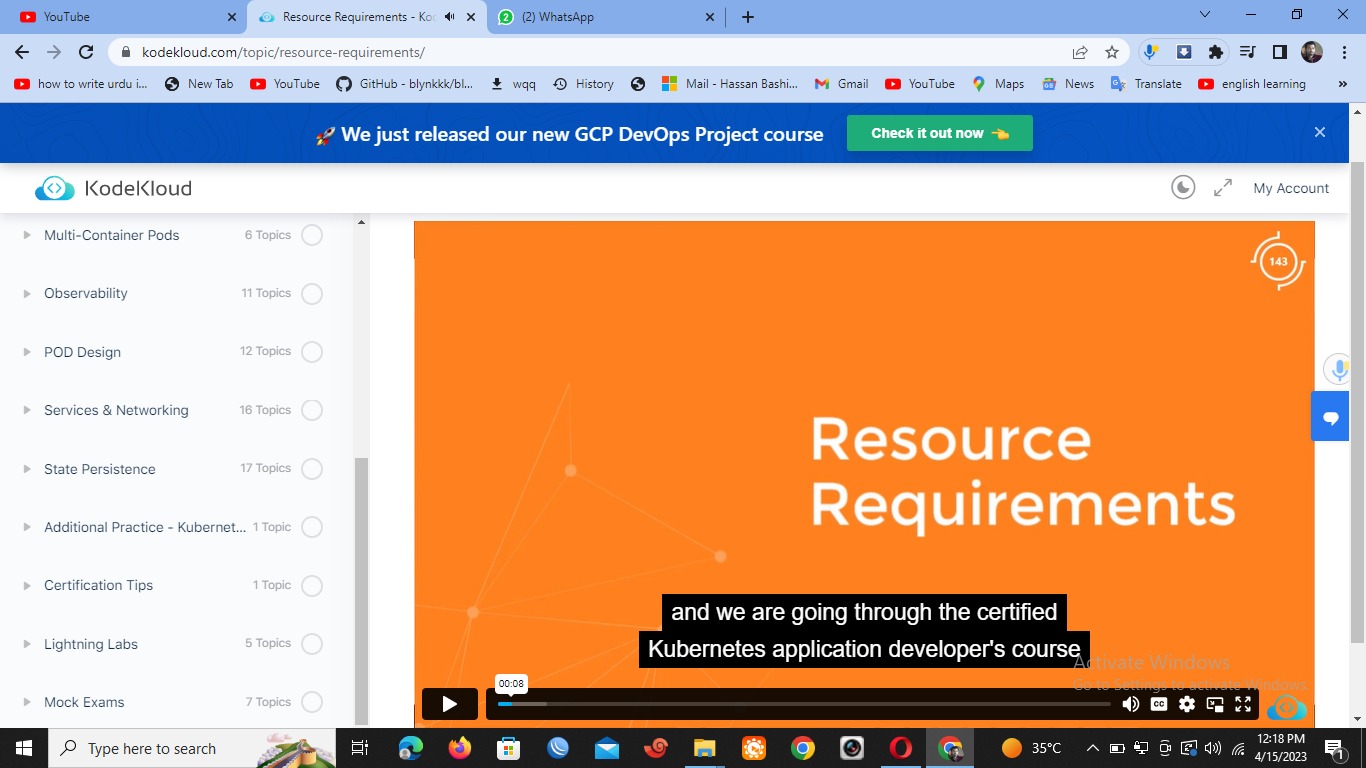 YouTube
Resource Requirements - Ko
(2) WhatsApp
kodekloud.com/topic/resource-requirements/
how to write urdu i...
New Tab
YouTube
GitHub - blynkkk/bl...
wqq
History
Mail - Hassan Bashi...
Gmail
YouTube
Maps
News
Translate
english learning
We just released our new GCP DevOps Project course
Check it out now
KodeKloud
My Account
Multi-Container Pods 6 Topics
Observability 11 Topics
POD Design 12 Topics
Services & Networking 16 Topics
State Persistence 17 Topics
Additional Practice - Kubernet... 1 Topic
Certification Tips 1 Topic
Lightning Labs 5 Topics
Mock Exams 7 Topics
143
Resource
Requirements
and we are going through the certified
Kubernetes application developer's course
Activate Windows
Go to Settings to activate Windows.
00:08
CC
Type here to search
35°C
12:18 PM
4/15/2023
1